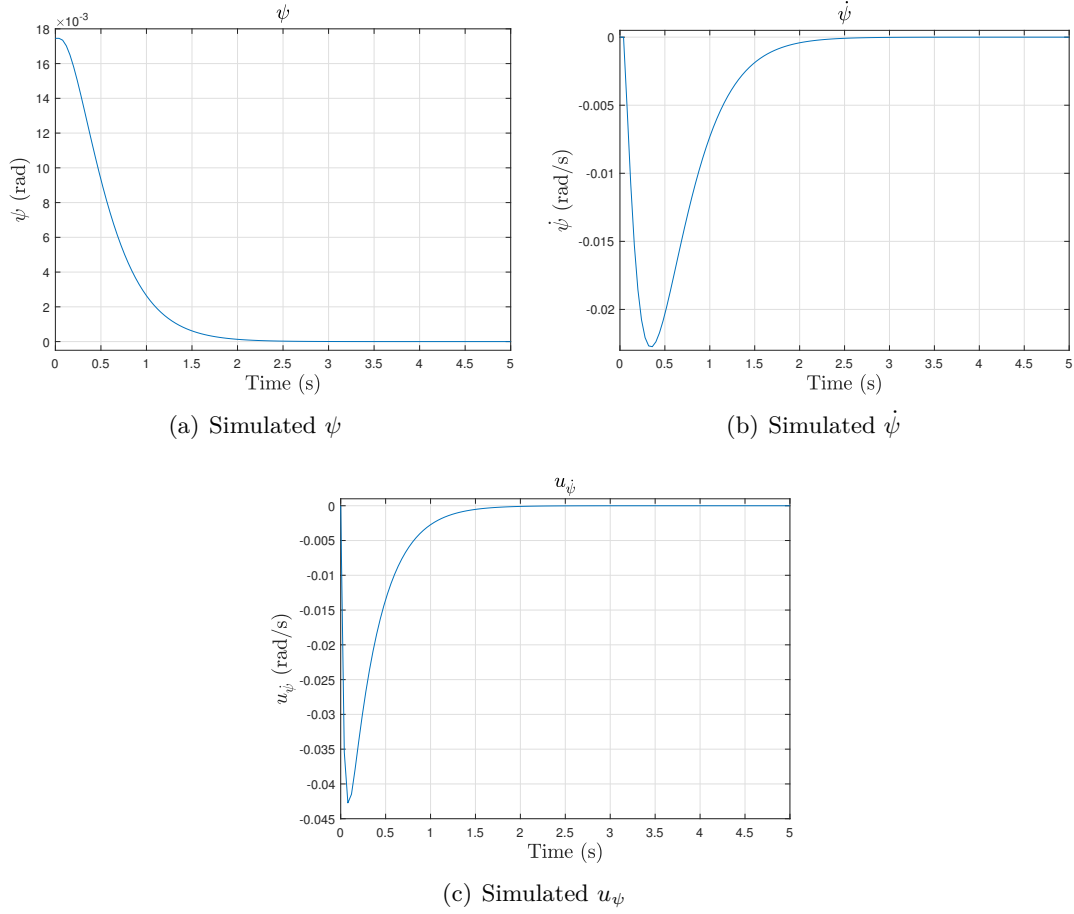 ψ
×10⁻³
18
16
14
12
10
8
6
4
2
0
ψ (rad)
0 0.5 1 1.5 2 2.5 3 3.5 4 4.5 5
Time (s)
(a) Simulated ψ
ψ̇
0
-0.005
-0.01
-0.015
-0.02
ψ̇ (rad/s)
0 0.5 1 1.5 2 2.5 3 3.5 4 4.5 5
Time (s)
(b) Simulated ψ̇
u_ψ̇
0
-0.005
-0.01
-0.015
-0.02
-0.025
-0.03
-0.035
-0.04
-0.045
u_ψ̇ (rad/s)
0 0.5 1 1.5 2 2.5 3 3.5 4 4.5 5
Time (s)
(c) Simulated u_ψ